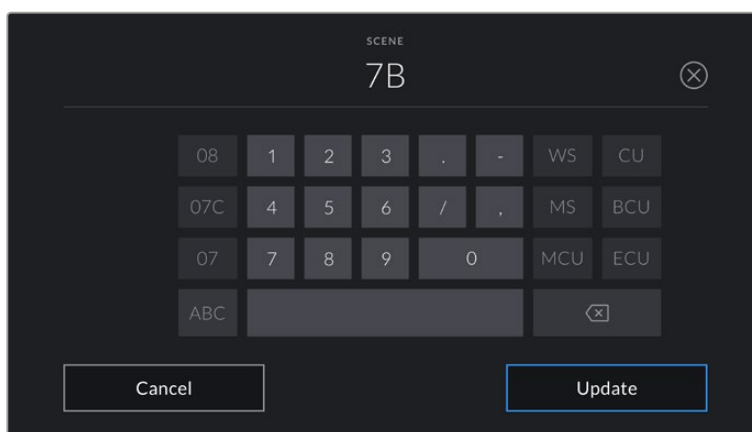 SCENE
7B
08 1 2 3 . - WS CU
07C 4 5 6 / , MS BCU
07 7 8 9 0 MCU ECU
ABC
Cancel Update